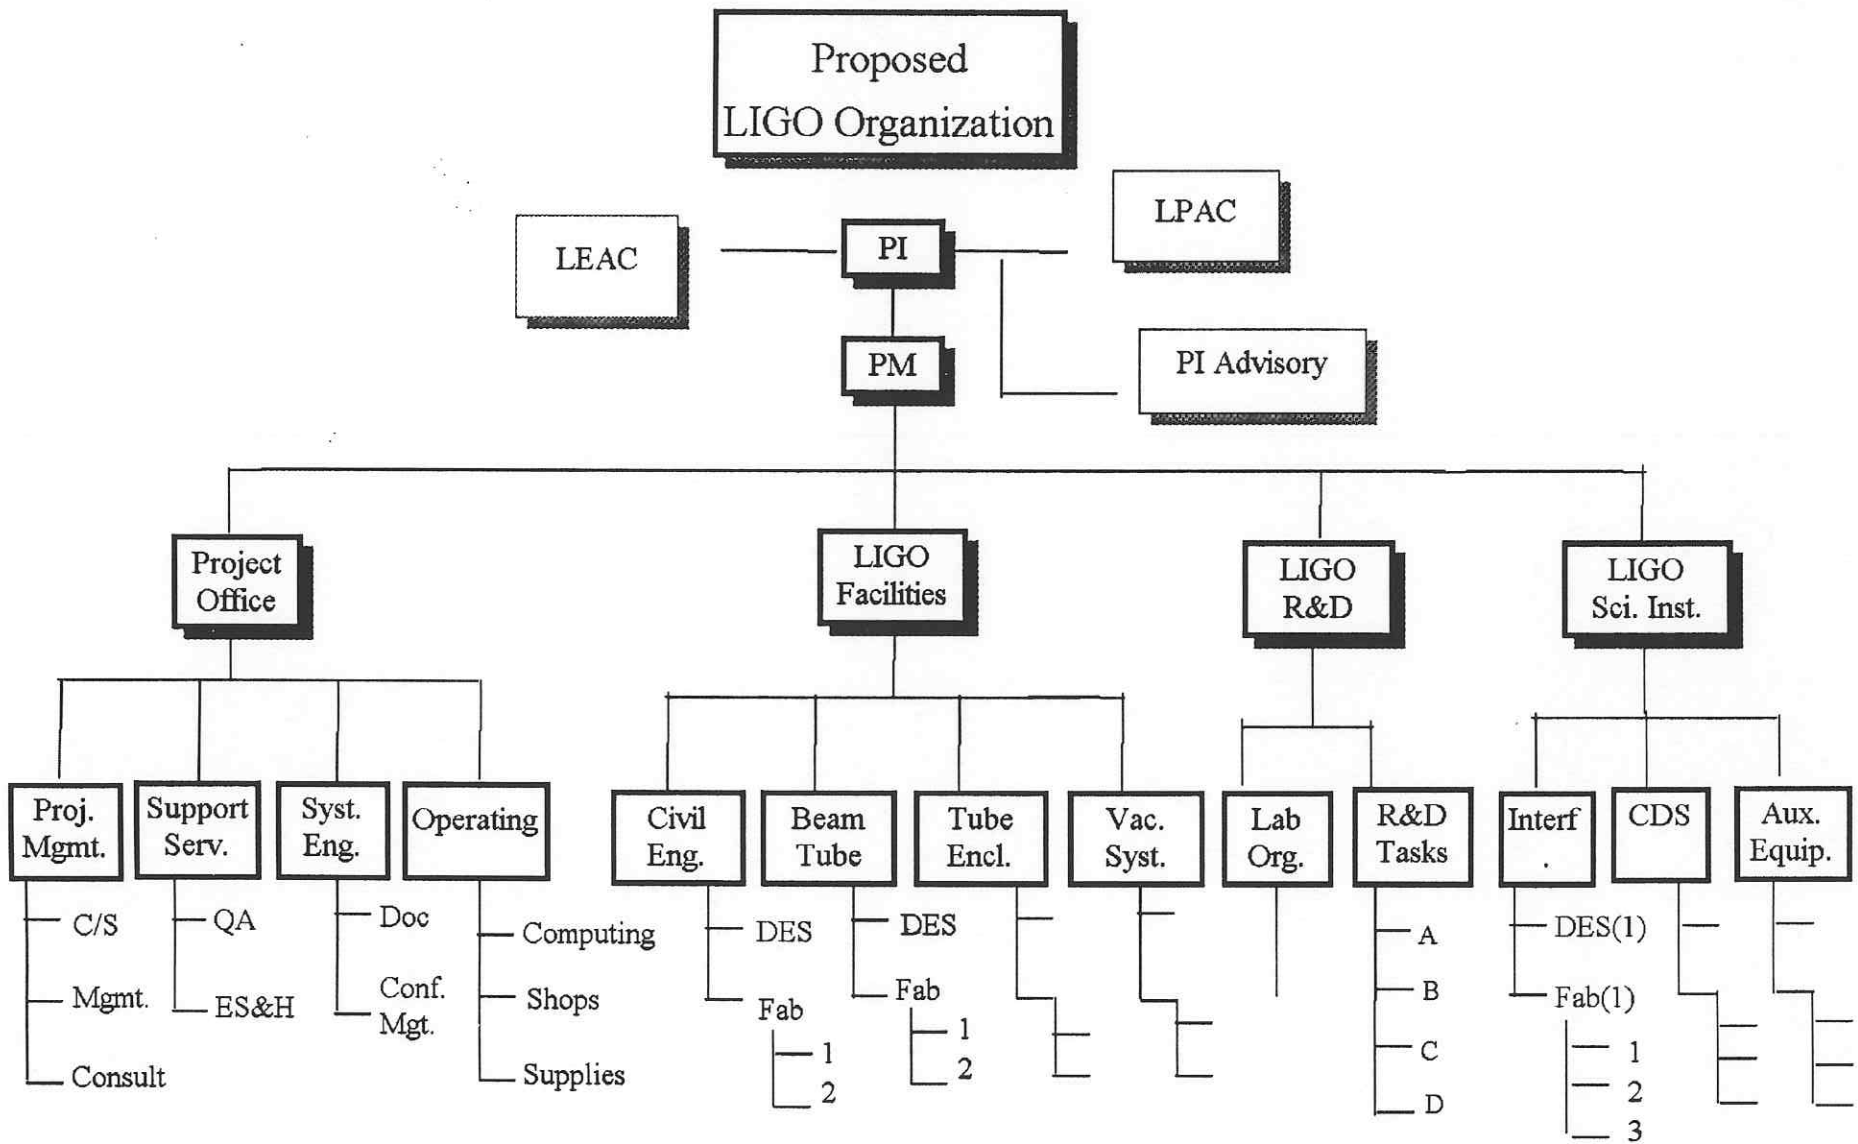 Proposed
LIGO Organization
LPAC
LEAC
PI
PM
PI Advisory
Project
Office
LIGO
Facilities
LIGO
R&D
LIGO
Sci. Inst.
Proj.
Mgmt.
Support
Serv.
Syst.
Eng.
Operating
Civil
Eng.
Beam
Tube
Tube
Encl.
Vac.
Syst.
Lab
Org.
R&D
Tasks
Interf
.
CDS
Aux.
Equip.
C/S
Mgmt.
Consult
QA
ES&H
Doc
Conf.
Mgt.
Computing
Shops
Supplies
DES
Fab
1
2
DES
Fab
1
2
A
B
C
D
DES(1)
Fab(1)
1
2
3